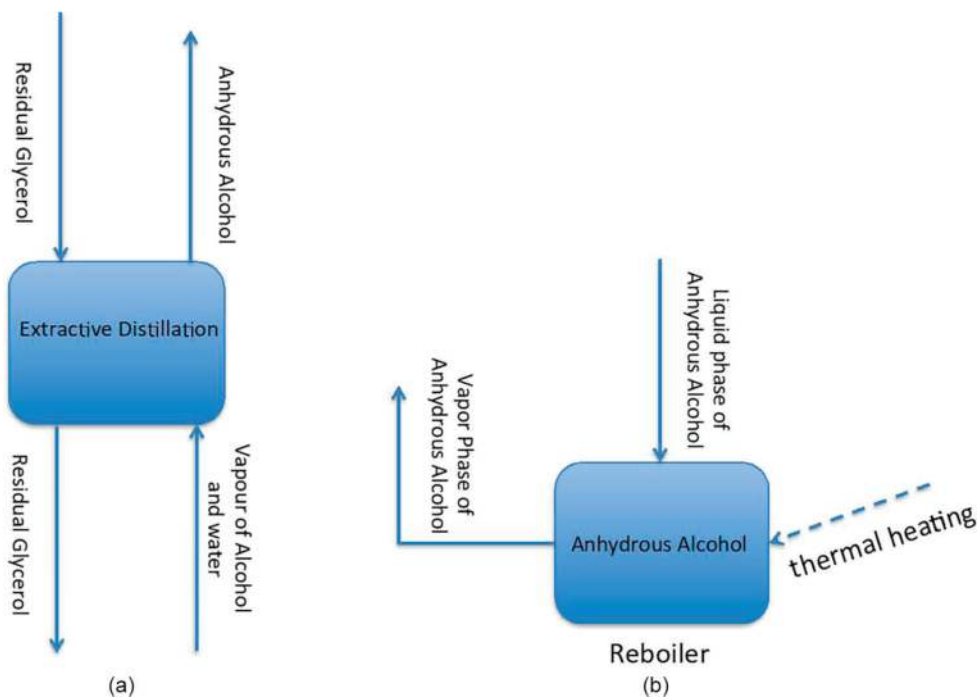 Residual Glycerol
Anhydrous Alcohol
Extractive Distillation
Residual Glycerol
Vapour of Alcohol
and water
(a)
Liquid phase of
Anhydrous Alcohol
Vapor Phase of
Anhydrous Alcohol
Anhydrous Alcohol
thermal heating
Reboiler
(b)